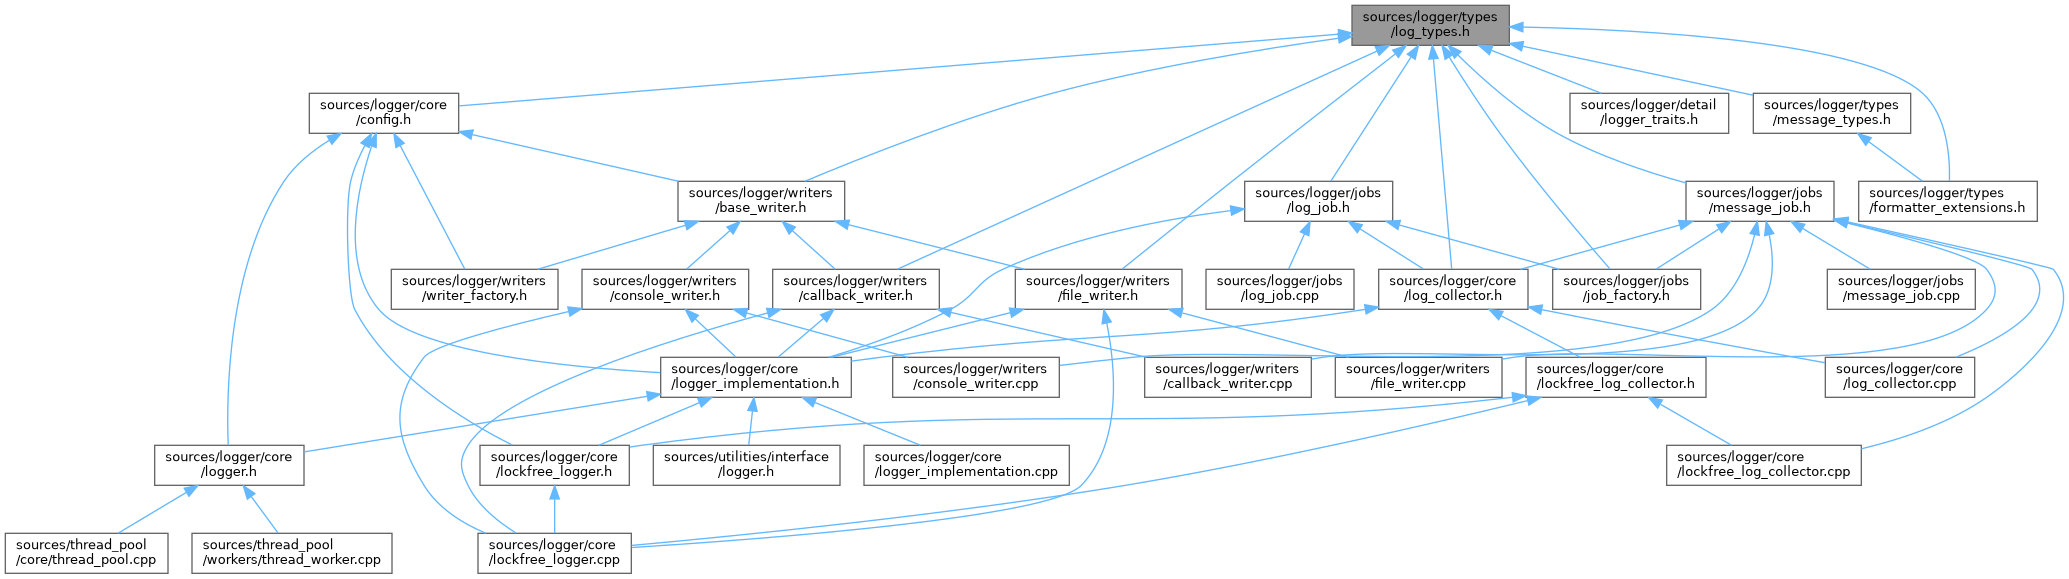 sources/logger/types
/log_types.h
sources/logger/core
/config.h
sources/logger/detail
/logger_traits.h
sources/logger/types
/message_types.h
sources/logger/writers
/base_writer.h
sources/logger/jobs
/log_job.h
sources/logger/jobs
/message_job.h
sources/logger/types
/formatter_extensions.h
sources/logger/writers
/writer_factory.h
sources/logger/writers
/console_writer.h
sources/logger/writers
/callback_writer.h
sources/logger/writers
/file_writer.h
sources/logger/jobs
/log_job.cpp
sources/logger/core
/log_collector.h
sources/logger/jobs
/job_factory.h
sources/logger/jobs
/message_job.cpp
sources/logger/core
/logger_implementation.h
sources/logger/writers
/console_writer.cpp
sources/logger/writers
/callback_writer.cpp
sources/logger/writers
/file_writer.cpp
sources/logger/core
/lockfree_log_collector.h
sources/logger/core
/log_collector.cpp
sources/logger/core
/logger.h
sources/logger/core
/lockfree_logger.h
sources/utilities/interface
/logger.h
sources/logger/core
/logger_implementation.cpp
sources/logger/core
/lockfree_log_collector.cpp
sources/thread_pool
/core/thread_pool.cpp
sources/thread_pool
/workers/thread_worker.cpp
sources/logger/core
/lockfree_logger.cpp